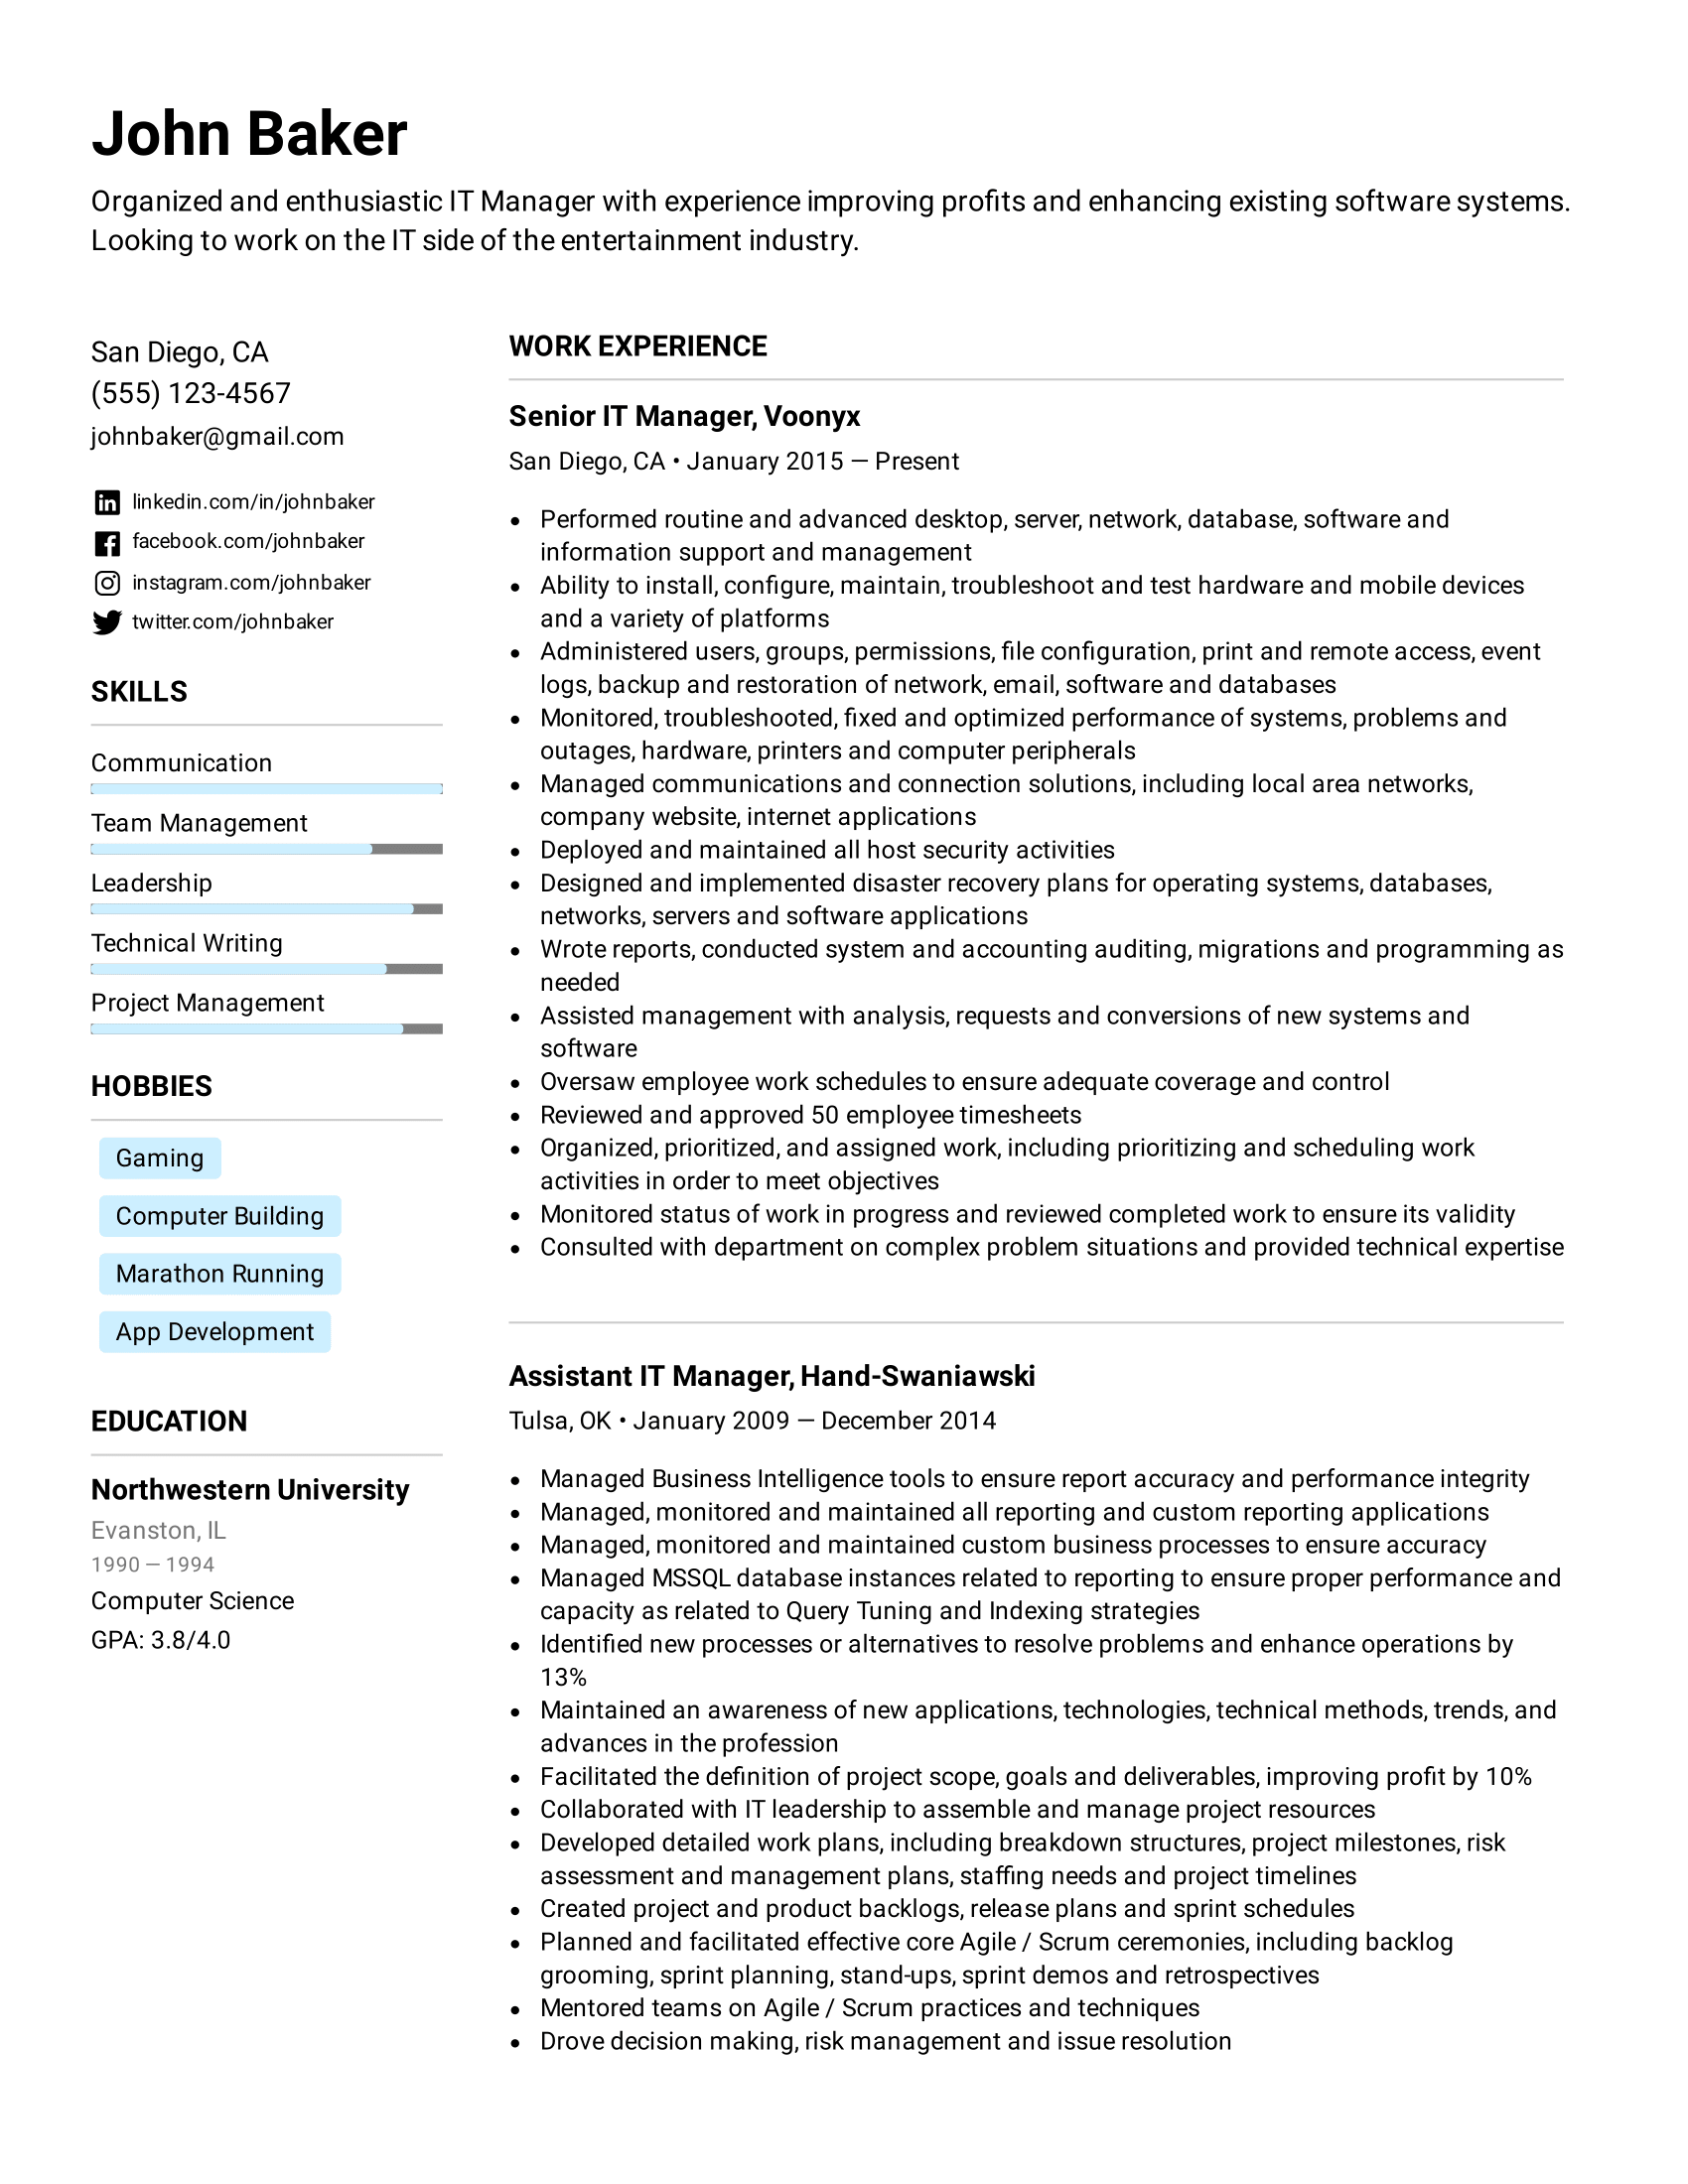 John Baker
Organized and enthusiastic IT Manager with experience improving profits and enhancing existing software systems.
Looking to work on the IT side of the entertainment industry.
San Diego, CA
(555) 123-4567
johnbaker@gmail.com
linkedin.com/in/johnbaker
facebook.com/johnbaker
instagram.com/johnbaker
twitter.com/johnbaker
SKILLS
Communication
Team Management
Leadership
Technical Writing
Project Management
HOBBIES
Gaming
Computer Building
Marathon Running
App Development
EDUCATION
Northwestern University
Evanston, IL
1990 — 1994
Computer Science
GPA: 3.8/4.0
WORK EXPERIENCE
Senior IT Manager, Voonyx
San Diego, CA • January 2015 — Present
• Performed routine and advanced desktop, server, network, database, software and
information support and management
• Ability to install, configure, maintain, troubleshoot and test hardware and mobile devices
and a variety of platforms
• Administered users, groups, permissions, file configuration, print and remote access, event
logs, backup and restoration of network, email, software and databases
• Monitored, troubleshooted, fixed and optimized performance of systems, problems and
outages, hardware, printers and computer peripherals
• Managed communications and connection solutions, including local area networks,
company website, internet applications
• Deployed and maintained all host security activities
• Designed and implemented disaster recovery plans for operating systems, databases,
networks, servers and software applications
• Wrote reports, conducted system and accounting auditing, migrations and programming as
needed
• Assisted management with analysis, requests and conversions of new systems and
software
• Oversaw employee work schedules to ensure adequate coverage and control
• Reviewed and approved 50 employee timesheets
• Organized, prioritized, and assigned work, including prioritizing and scheduling work
activities in order to meet objectives
• Monitored status of work in progress and reviewed completed work to ensure its validity
• Consulted with department on complex problem situations and provided technical expertise
Assistant IT Manager, Hand-Swaniawski
Tulsa, OK • January 2009 — December 2014
• Managed Business Intelligence tools to ensure report accuracy and performance integrity
• Managed, monitored and maintained all reporting and custom reporting applications
• Managed, monitored and maintained custom business processes to ensure accuracy
• Managed MSSQL database instances related to reporting to ensure proper performance and
capacity as related to Query Tuning and Indexing strategies
• Identified new processes or alternatives to resolve problems and enhance operations by
13%
• Maintained an awareness of new applications, technologies, technical methods, trends, and
advances in the profession
• Facilitated the definition of project scope, goals and deliverables, improving profit by 10%
• Collaborated with IT leadership to assemble and manage project resources
• Developed detailed work plans, including breakdown structures, project milestones, risk
assessment and management plans, staffing needs and project timelines
• Created project and product backlogs, release plans and sprint schedules
• Planned and facilitated effective core Agile / Scrum ceremonies, including backlog
grooming, sprint planning, stand-ups, sprint demos and retrospectives
• Mentored teams on Agile / Scrum practices and techniques
• Drove decision making, risk management and issue resolution